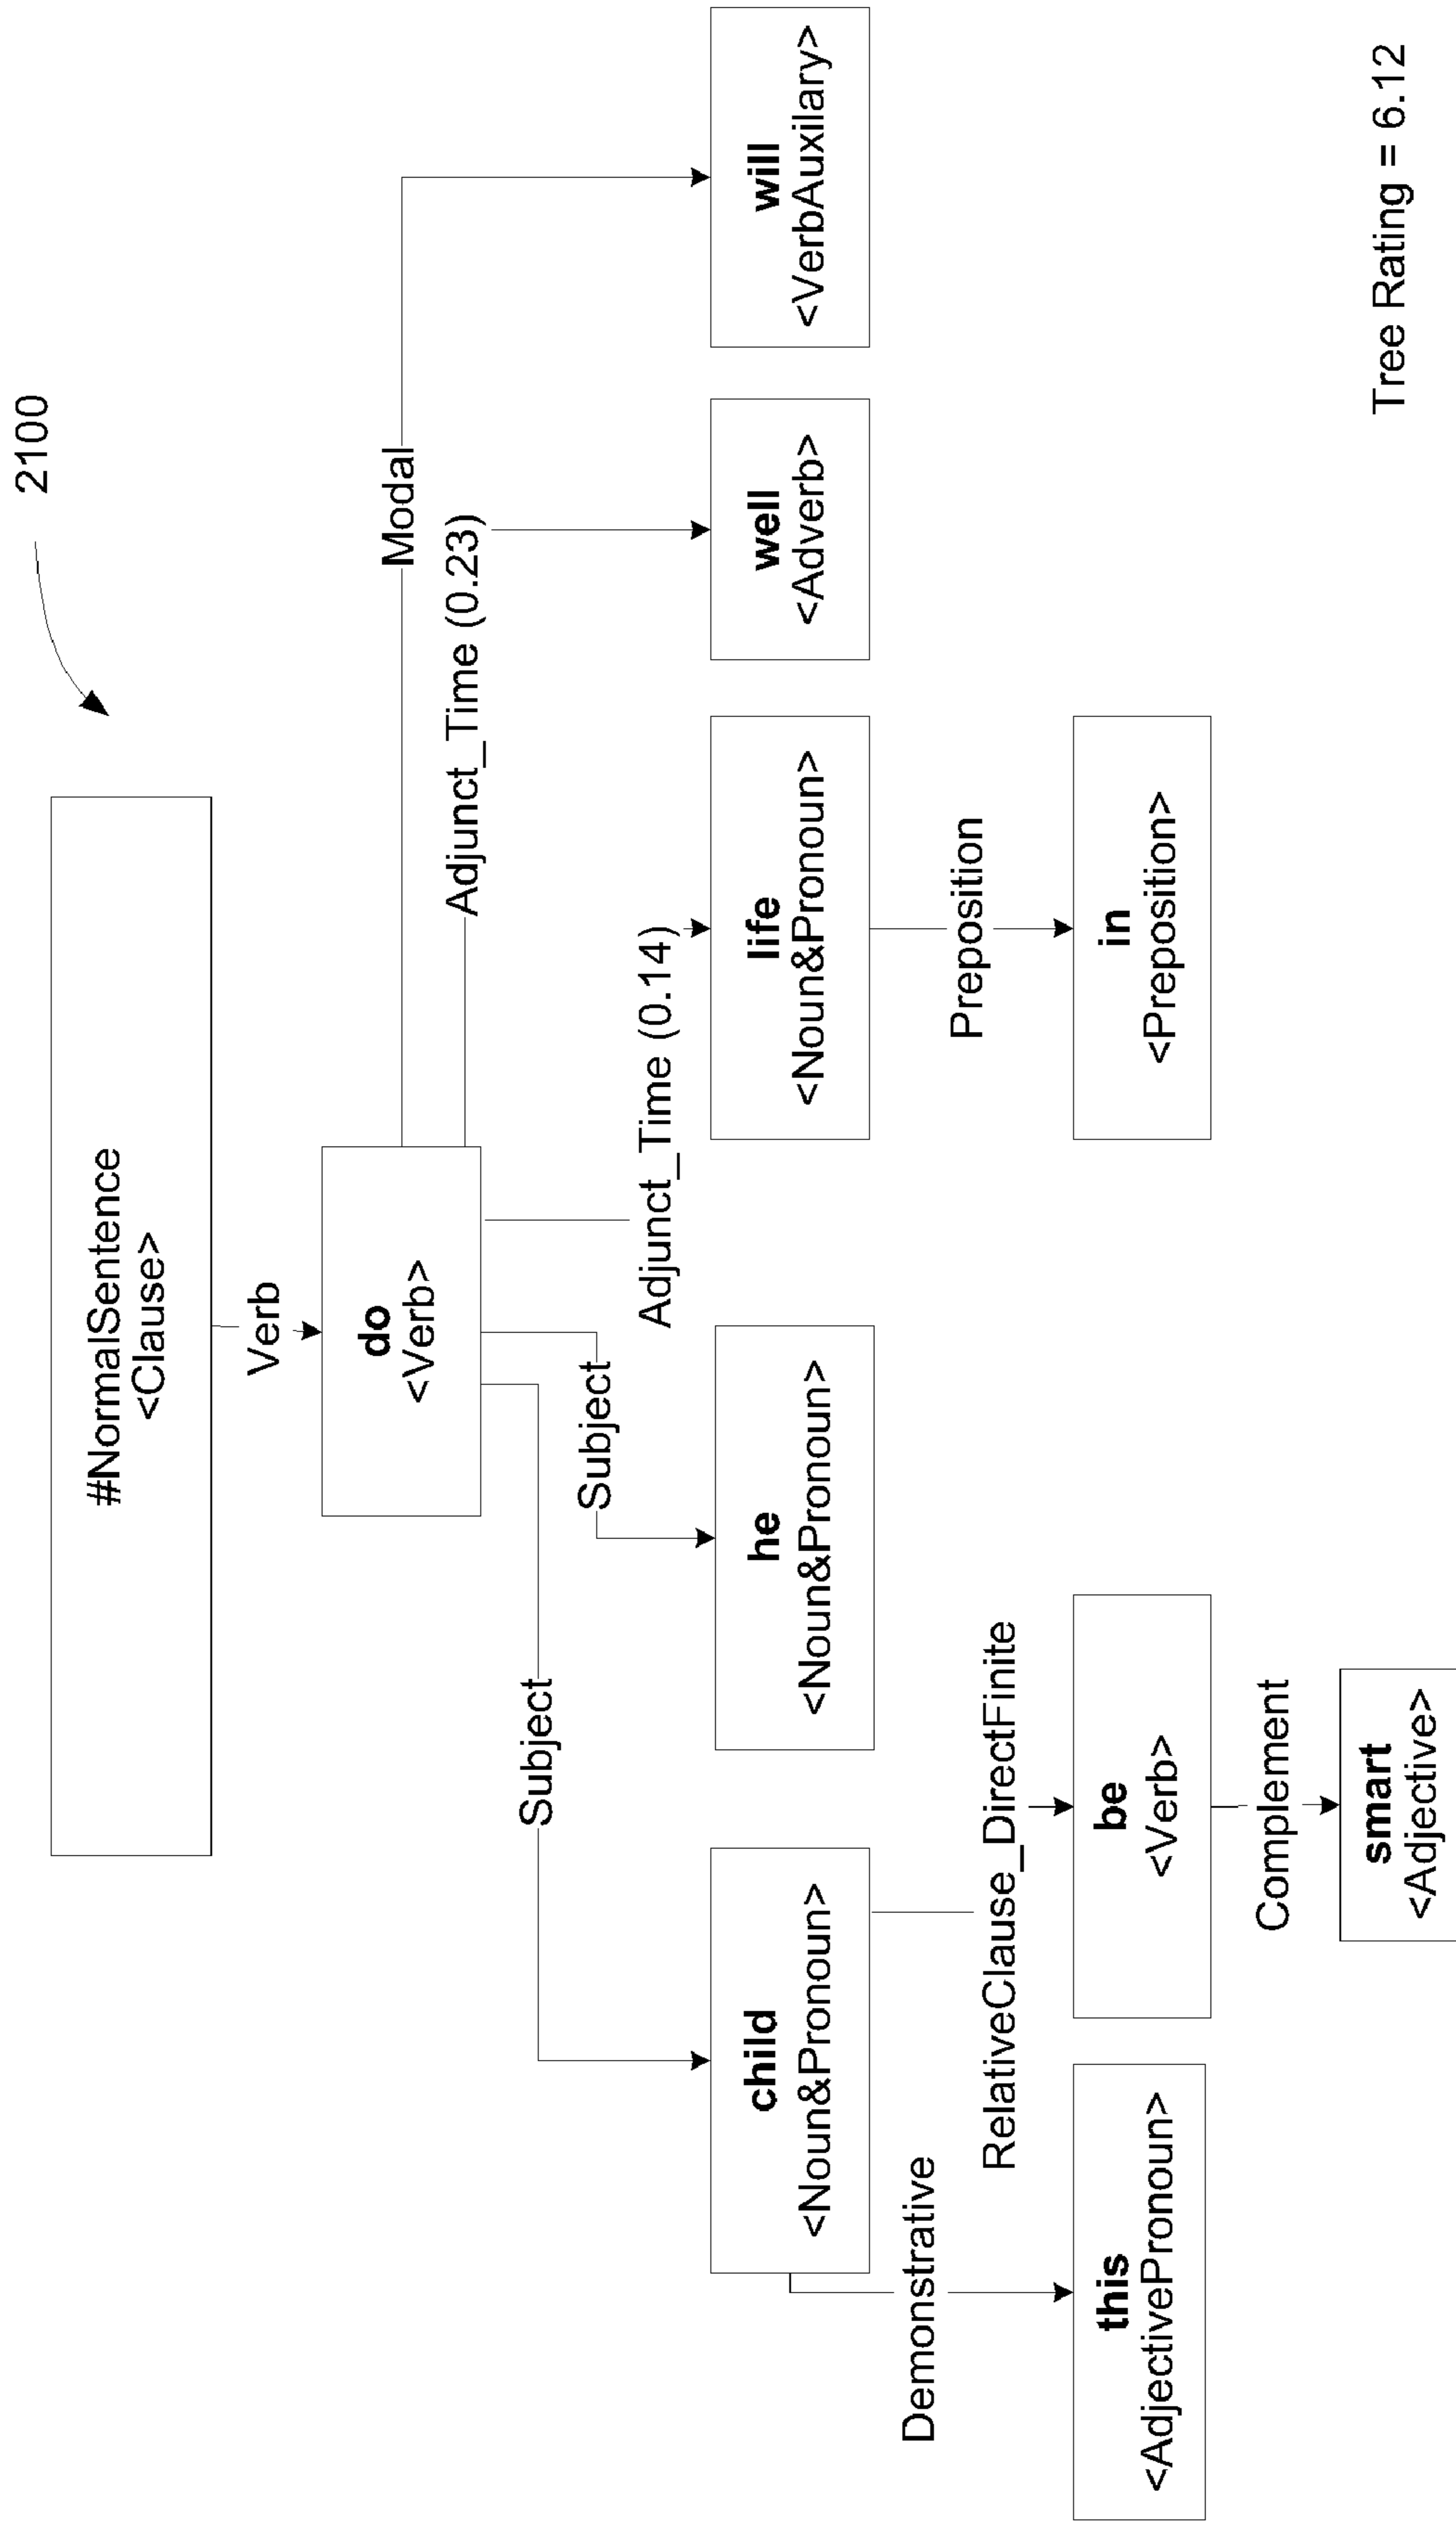 2100
#NormalSentence
<Clause>
Verb
do
<Verb>
Modal
Adjunct_Time (0.23)
Subject
Subject
Adjunct_Time (0.14)
child
<Noun&Pronoun>
he
<Noun&Pronoun>
life
<Noun&Pronoun>
well
<Adverb>
will
<VerbAuxilary>
Demonstrative
RelativeClause_DirectFinite
Preposition
this
<AdjectivePronoun>
be
<Verb>
in
<Preposition>
Complement
smart
<Adjective>
Tree Rating = 6.12